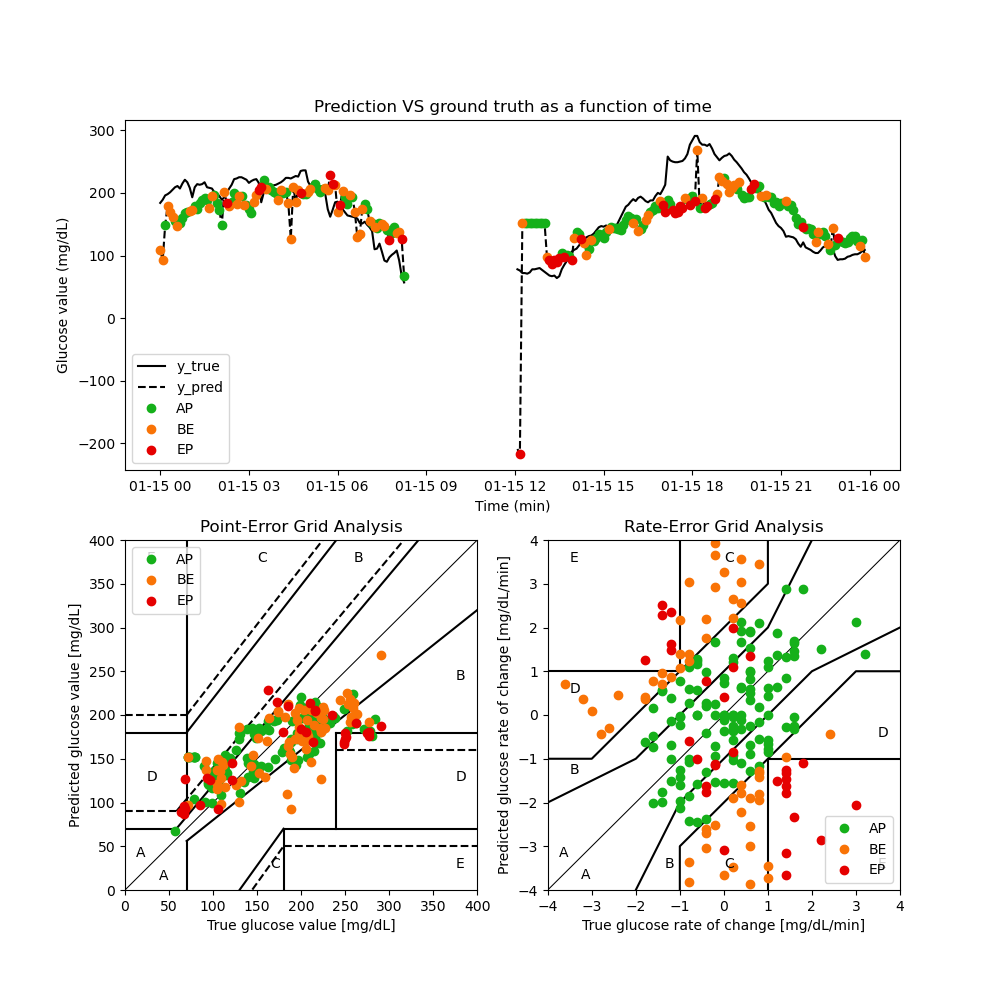 Prediction VS ground truth as a function of time
Glucose value (mg/dL)
300
200
100
0
−100
−200
y_true
y_pred
AP
BE
EP
01-15 00
01-15 03
01-15 06
01-15 09
01-15 12
01-15 15
01-15 18
01-15 21
01-16 00
Time (min)
Point-Error Grid Analysis
Predicted glucose value [mg/dL]
400
350
300
250
200
150
100
50
0
AP
BE
EP
E
C
B
B
D
D
A
A
C
E
0
50
100
150
200
250
300
350
400
True glucose value [mg/dL]
Rate-Error Grid Analysis
Predicted glucose rate of change [mg/dL/min]
4
3
2
1
0
−1
−2
−3
−4
E
C
D
D
B
A
A
B
C
E
AP
BE
EP
−4
−3
−2
−1
0
1
2
3
4
True glucose rate of change [mg/dL/min]